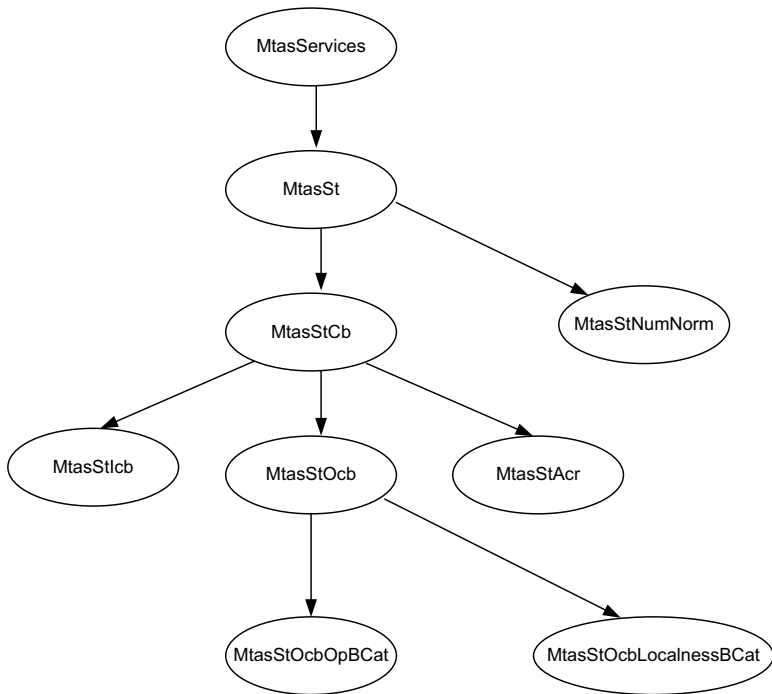 MtasServices
MtasSt
MtasStCb
MtasStNumNorm
MtasStIcb
MtasStOcb
MtasStAcr
MtasStOcbOpBCat
MtasStOcbLocalnessBCat